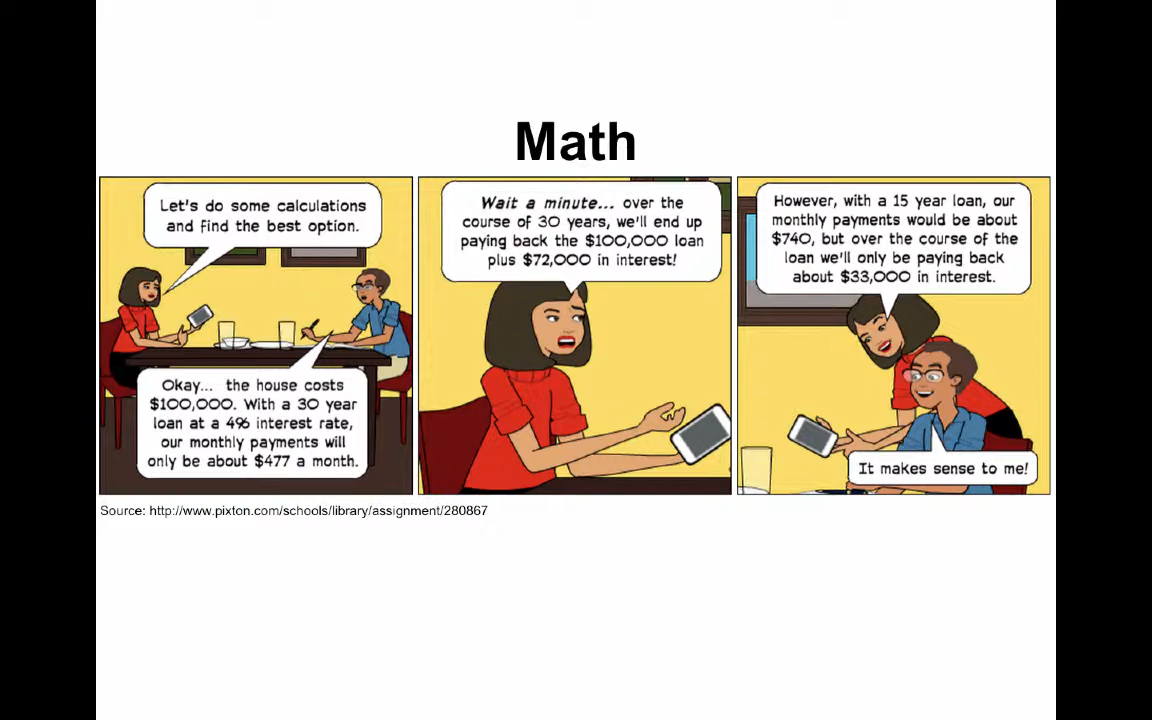 Math
Let's do some calculations
and find the best option.
Okay... the house costs
$100,000. With a 30 year
loan at a 4% interest rate,
our monthly payments will
only be about $477 a month.
Wait a minute... over the
course of 30 years, we'll end up
paying back the $100,000 loan
plus $72,000 in interest!
However, with a 15 year loan, our
monthly payments would be about
$740, but over the course of the
loan we'll only be paying back
about $33,000 in interest.
It makes sense to me!
Source: http://www.pixton.com/schools/library/assignment/280867